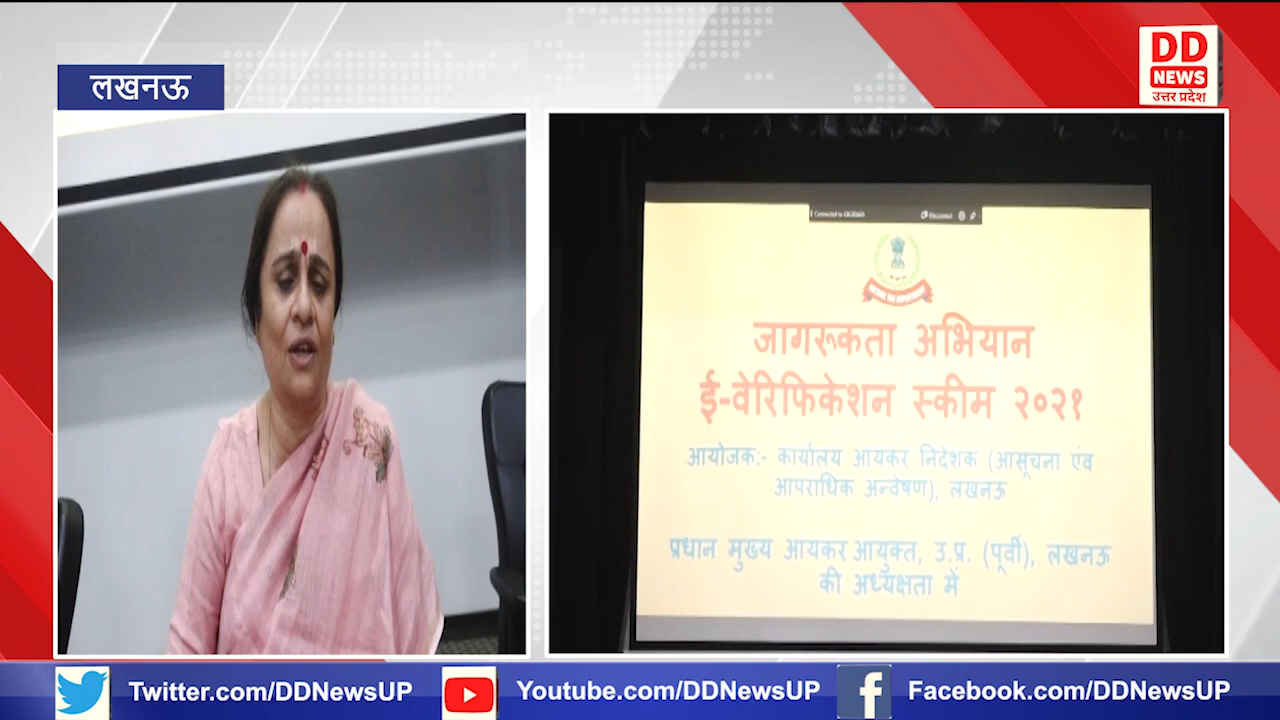 लखनऊ
DD
NEWS
उत्तर प्रदेश
Disconnect
जागरूकता अभियान
ई-वेरिफिकेशन स्कीम २०२१
आयोजक:- कार्यालय आयकर निदेशक (आसूचना एंव
आपराधिक अन्वेषण), लखनऊ
प्रधान मुख्य आयकर आयुक्त, उ.प्र. (पूर्वी), लखनऊ
की अध्यक्षता में
Twitter.com/DDNewsUP
Youtube.com/DDNewsUP
Facebook.com/DDNewsUP